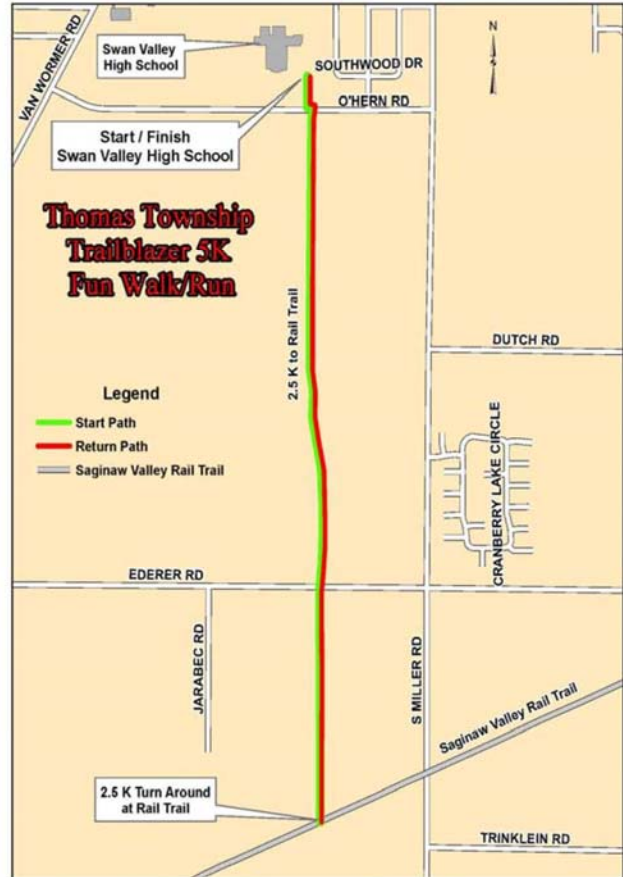 VAN WORMER RD
Swan Valley
High School
SOUTHWOOD DR
N
O'HERN RD
Start / Finish
Swan Valley High School
Thomas Township
Trailblazer 5K
Fun Walk/Run
2.5 K to Rail Trail
DUTCH RD
Legend
Start Path
Return Path
Saginaw Valley Rail Trail
CRANBERRY LAKE CIRCLE
EDERER RD
JARABEC RD
S MILLER RD
Saginaw Valley Rail Trail
2.5 K Turn Around
at Rail Trail
TRINKLEIN RD